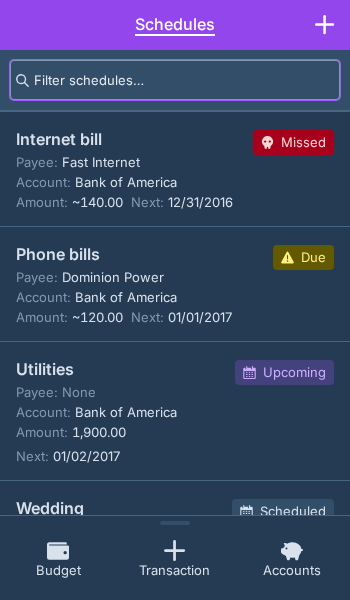 Schedules
Filter schedules...
Internet bill
Missed
Payee: Fast Internet
Account: Bank of America
Amount: ~140.00 Next: 12/31/2016
Phone bills
Due
Payee: Dominion Power
Account: Bank of America
Amount: ~120.00 Next: 01/01/2017
Utilities
Upcoming
Payee: None
Account: Bank of America
Amount: 1,900.00
Next: 01/02/2017
Wedding
Scheduled
Budget
Transaction
Accounts